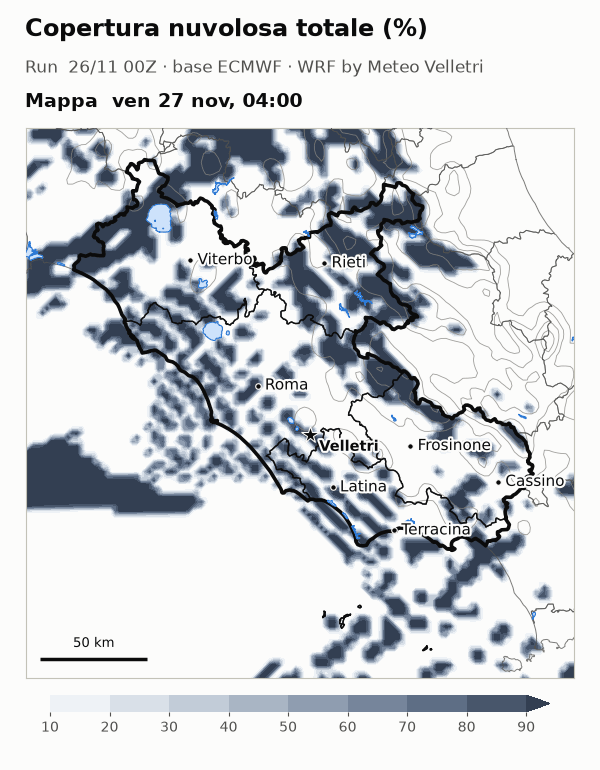 Copertura nuvolosa totale (%)
Run  26/11 00Z · base ECMWF · WRF by Meteo Velletri
Mappa  ven 27 nov, 04:00
Viterbo
Rieti
Roma
Velletri
Frosinone
Cassino
Latina
Terracina
50 km
10 20 30 40 50 60 70 80 90